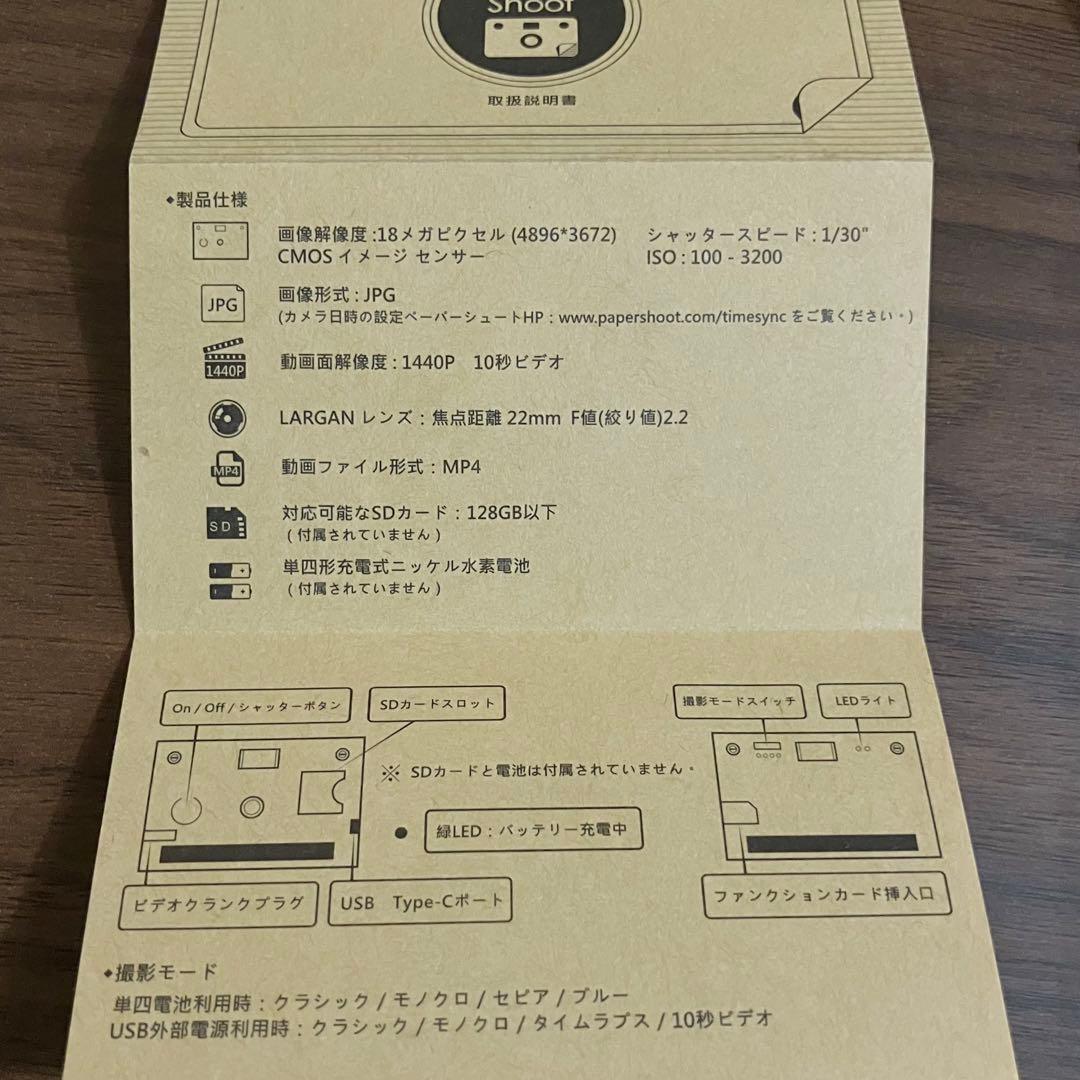 Shoot
取扱説明書
◆製品仕様
画像解像度:18メガピクセル (4896*3672) シャッタースピード:1/30"
CMOS イメージ センサー ISO : 100 - 3200
JPG
画像形式 : JPG
(カメラ日時の設定ペーパーシュートHP：www.papershoot.com/timesync をご覧ください。)
1440P
動画面解像度 : 1440P 10秒ビデオ
LARGAN レンズ：焦点距離 22mm F値(絞り値)2.2
MP4
動画ファイル形式：MP4
SD
対応可能なSDカード：128GB以下
(付属されていません)
単四形充電式ニッケル水素電池
(付属されていません)
On / Off / シャッターボタン
SDカードスロット
撮影モードスイッチ
LEDライト
※ SDカードと電池は付属されていません。
● 緑LED：バッテリー充電中
ビデオクランクプラグ
USB Type-Cポート
ファンクションカード挿入口
◆撮影モード
単四電池利用時：クラシック / モノクロ / セピア / ブルー
USB外部電源利用時：クラシック / モノクロ / タイムラプス / 10秒ビデオ